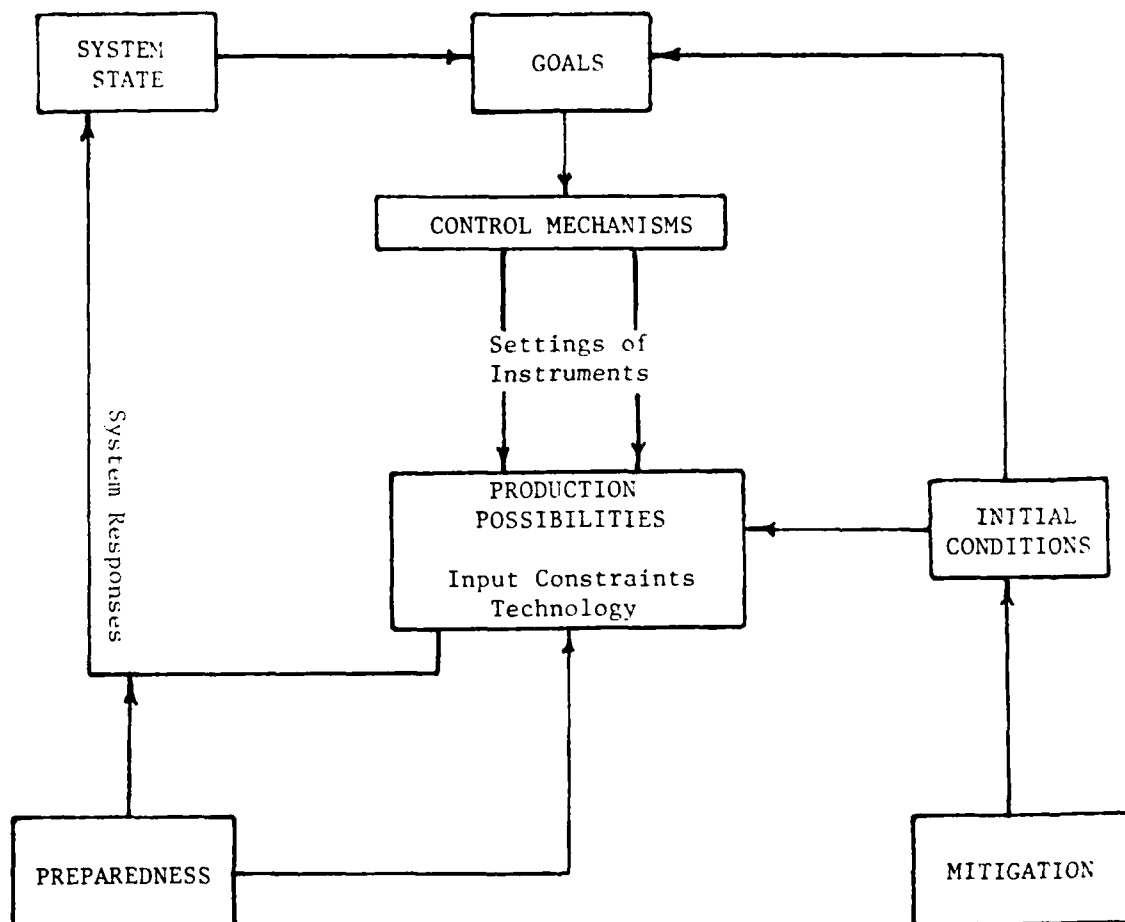 SYSTEM
STATE
GOALS
CONTROL MECHANISMS
Settings of
Instruments
System Responses
PRODUCTION
POSSIBILITIES
Input Constraints
Technology
INITIAL
CONDITIONS
PREPAREDNESS
MITIGATION